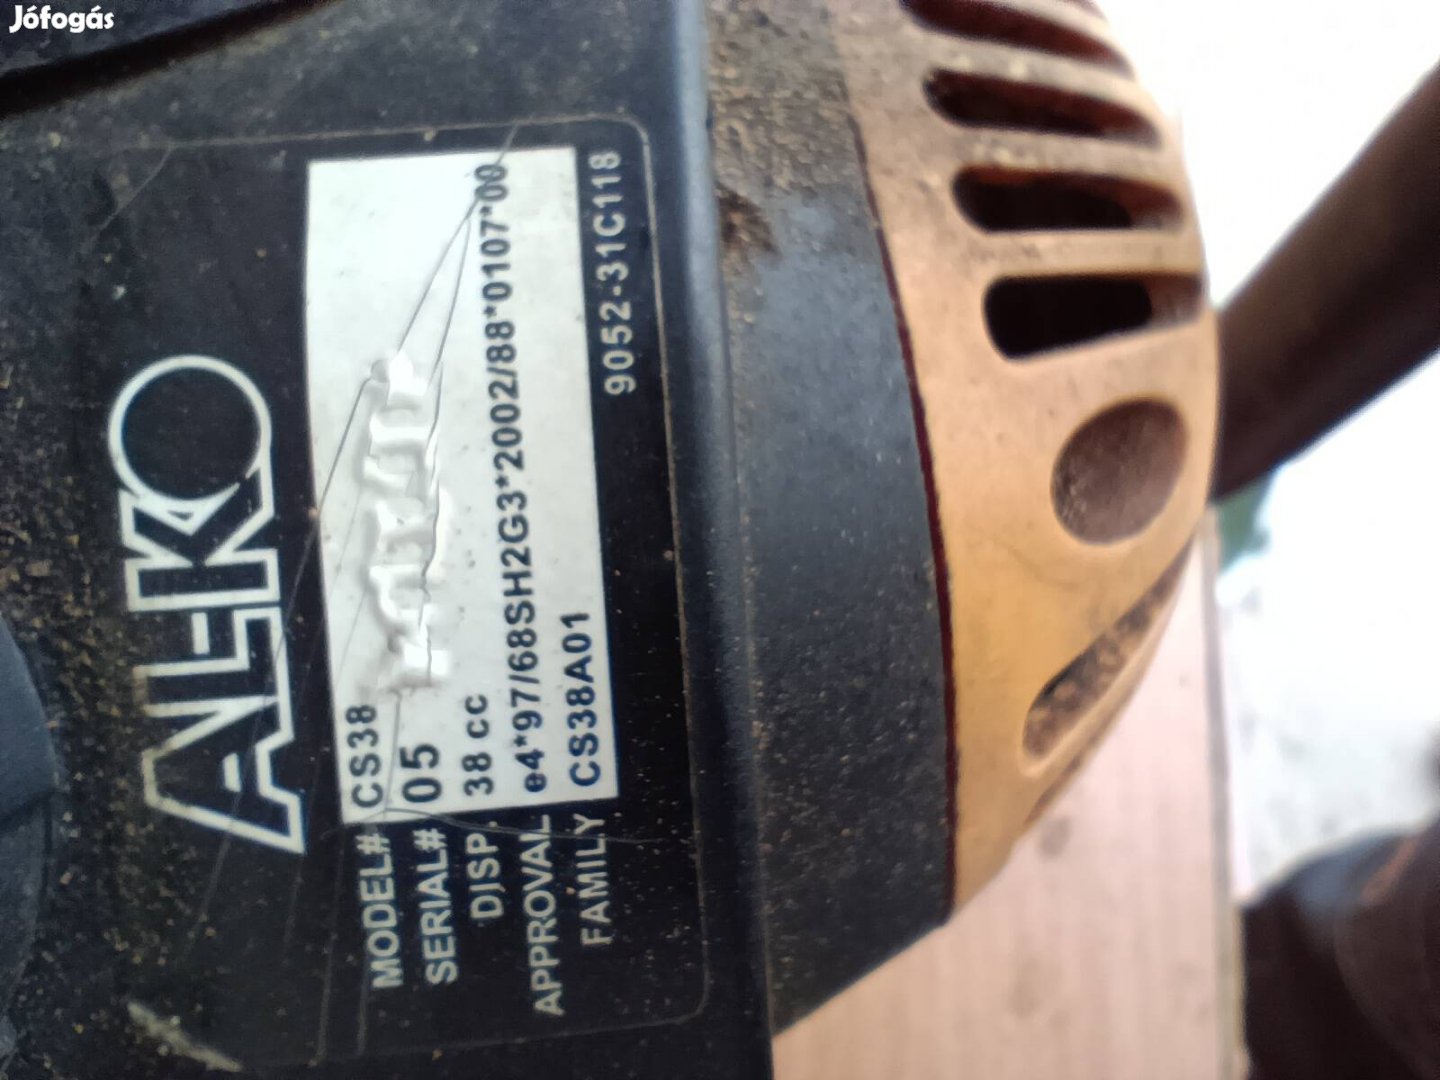 Jófogás
AL-KO
MODEL# CS38
SERIAL# 05
DISP. 38 cc
APPROVAL e4*97/68SH2G3*2002/88*0107*00
FAMILY CS38A01
9052-31C118